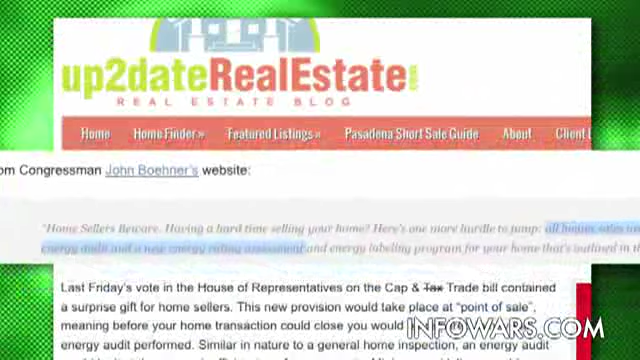 up2dateRealEstate.com
REAL ESTATE BLOG
Home Home Finder » Featured Listings » Pasadena Short Sale Guide About Client
om Congressman John Boehner's website:
"Home Sellers Beware. Having a hard time selling your home? Here's one more hurdle to jump: all homes sales
energy audit and a new energy rating assessment and energy labeling program for your home that's outlined in
Last Friday's vote in the House of Representatives on the Cap & Tax Trade bill contained
a surprise gift for home sellers. This new provision would take place at "point of sale",
meaning before your home transaction could close you would
energy audit performed. Similar in nature to a general home inspection, an energy audit
INFOWARS.COM